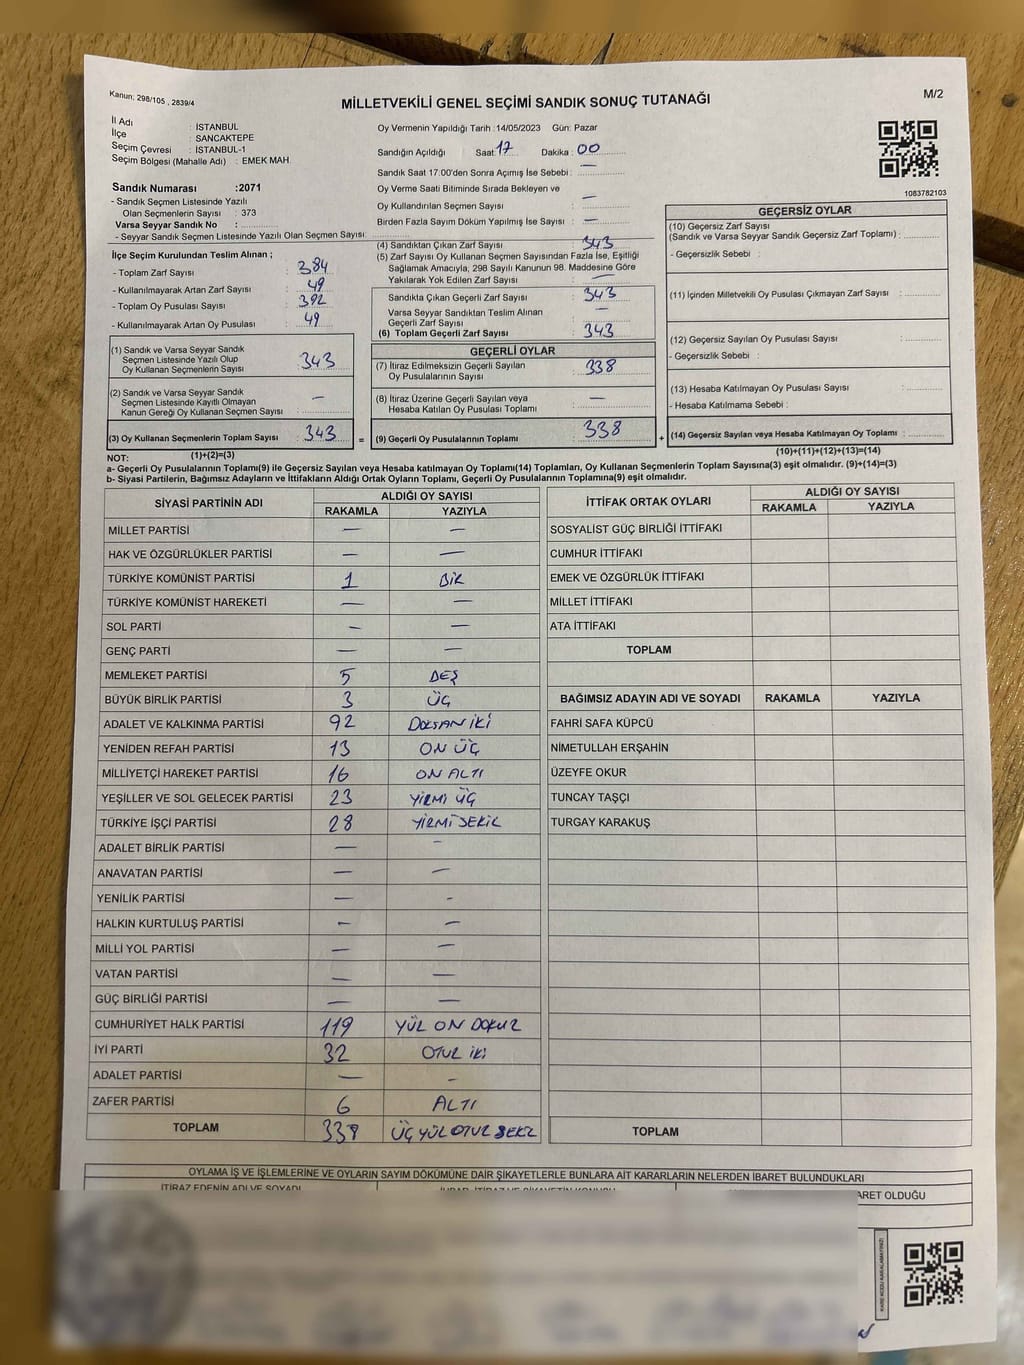 Kanun: 298/105 , 2839/4
MİLLETVEKİLİ GENEL SEÇİMİ SANDIK SONUÇ TUTANAĞI
M/2
İl Adı : İSTANBUL
İlçe : SANCAKTEPE
Seçim Çevresi : İSTANBUL-1
Seçim Bölgesi (Mahalle Adı) : EMEK MAH.
Sandık Numarası :2071
- Sandık Seçmen Listesinde Yazılı
Olan Seçmenlerin Sayısı : 373
Varsa Seyyar Sandık No :
- Seyyar Sandık Seçmen Listesinde Yazılı Olan Seçmen Sayısı:
İlçe Seçim Kurulundan Teslim Alınan ;
- Toplam Zarf Sayısı : 384
- Kullanılmayarak Artan Zarf Sayısı : 49
- Toplam Oy Pusulası Sayısı : 392
- Kullanılmayarak Artan Oy Pusulası : 49
(1) Sandık ve Varsa Seyyar Sandık
Seçmen Listesinde Yazılı Olup
Oy Kullanan Seçmenlerin Sayısı : 343
(2) Sandık ve Varsa Seyyar Sandık
Seçmen Listesinde Kayıtlı Olmayan
Kanun Gereği Oy Kullanan Seçmen Sayısı : —
(3) Oy Kullanan Seçmenlerin Toplam Sayısı : 343
(1)+(2)=(3)
Oy Vermenin Yapıldığı Tarih :14/05/2023 Gün: Pazar
Sandığın Açıldığı Saat: 17 Dakika : 00
Sandık Saat 17.00'den Sonra Açılmış İse Sebebi : —
Oy Verme Saati Bitiminde Sırada Bekleyen ve
Oy Kullandırılan Seçmen Sayısı : —
Birden Fazla Sayım Döküm Yapılmış İse Sayısı : —
(4) Sandıktan Çıkan Zarf Sayısı : 343
(5) Zarf Sayısı Oy Kullanan Seçmen Sayısından Fazla İse, Eşitliği
Sağlamak Amacıyla, 298 Sayılı Kanunun 98. Maddesine Göre
Yakılarak Yok Edilen Zarf Sayısı : —
Sandıkta Çıkan Geçerli Zarf Sayısı : 343
Varsa Seyyar Sandıktan Teslim Alınan
Geçerli Zarf Sayısı : —
(6) Toplam Geçerli Zarf Sayısı : 343
GEÇERLİ OYLAR
(7) İtiraz Edilmeksizin Geçerli Sayılan
Oy Pusulalarının Sayısı : 338
(8) İtiraz Üzerine Geçerli Sayılan veya
Hesaba Katılan Oy Pusulası Toplamı : —
= (9) Geçerli Oy Pusulalarının Toplamı : 338 +
1083782103
GEÇERSİZ OYLAR
(10) Geçersiz Zarf Sayısı
(Sandık ve Varsa Seyyar Sandık Geçersiz Zarf Toplamı) :
- Geçersizlik Sebebi :
(11) İçinden Milletvekili Oy Pusulası Çıkmayan Zarf Sayısı :
(12) Geçersiz Sayılan Oy Pusulası Sayısı :
- Geçersizlik Sebebi :
(13) Hesaba Katılmayan Oy Pusulası Sayısı :
- Hesaba Katılmama Sebebi :
(14) Geçersiz Sayılan veya Hesaba Katılmayan Oy Toplamı :
(10)+(11)+(12)+(13)=(14)
NOT:
a- Geçerli Oy Pusulalarının Toplamı(9) ile Geçersiz Sayılan veya Hesaba katılmayan Oy Toplamı(14) Toplamları, Oy Kullanan Seçmenlerin Toplam Sayısına(3) eşit olmalıdır. (9)+(14)=(3)
b- Siyasi Partilerin, Bağımsız Adayların ve İttifakların Aldığı Ortak Oyların Toplamı, Geçerli Oy Pusulalarının Toplamına(9) eşit olmalıdır.
SİYASİ PARTİNİN ADI ALDIĞI OY SAYISI
RAKAMLA YAZIYLA
MİLLET PARTİSİ — —
HAK VE ÖZGÜRLÜKLER PARTİSİ — —
TÜRKİYE KOMÜNİST PARTİSİ 1 BİR
TÜRKİYE KOMÜNİST HAREKETİ — —
SOL PARTİ — —
GENÇ PARTİ — —
MEMLEKET PARTİSİ 5 BEŞ
BÜYÜK BİRLİK PARTİSİ 3 ÜÇ
ADALET VE KALKINMA PARTİSİ 92 DOKSAN İKİ
YENİDEN REFAH PARTİSİ 13 ON ÜÇ
MİLLİYETÇİ HAREKET PARTİSİ 16 ON ALTI
YEŞİLLER VE SOL GELECEK PARTİSİ 23 YİRMİ ÜÇ
TÜRKİYE İŞÇİ PARTİSİ 28 YİRMİ SEKİZ
ADALET BİRLİK PARTİSİ — -
ANAVATAN PARTİSİ — —
YENİLİK PARTİSİ — -
HALKIN KURTULUŞ PARTİSİ - —
MİLLİ YOL PARTİSİ — —
VATAN PARTİSİ — —
GÜÇ BİRLİĞİ PARTİSİ — —
CUMHURİYET HALK PARTİSİ 119 YÜZ ON DOKUZ
İYİ PARTİ 32 OTUZ İKİ
ADALET PARTİSİ — -
ZAFER PARTİSİ 6 ALTI
TOPLAM 338 ÜÇ YÜZ OTUZ SEKİZ
İTTİFAK ORTAK OYLARI ALDIĞI OY SAYISI
RAKAMLA YAZIYLA
SOSYALİST GÜÇ BİRLİĞİ İTTİFAKI
CUMHUR İTTİFAKI
EMEK VE ÖZGÜRLÜK İTTİFAKI
MİLLET İTTİFAKI
ATA İTTİFAKI
TOPLAM
BAĞIMSIZ ADAYIN ADI VE SOYADI RAKAMLA YAZIYLA
FAHRİ SAFA KÜPCÜ
NİMETULLAH ERŞAHİN
ÜZEYFE OKUR
TUNCAY TAŞÇI
TURGAY KARAKUŞ
TOPLAM
OYLAMA İŞ VE İŞLEMLERİNE VE OYLARIN SAYIM DÖKÜMÜNE DAİR ŞİKAYETLERLE BUNLARA AİT KARARLARIN NELERDEN İBARET BULUNDUKLARI
İTİRAZ EDENİN ADI VE SOYADI
ARET OLDUĞU